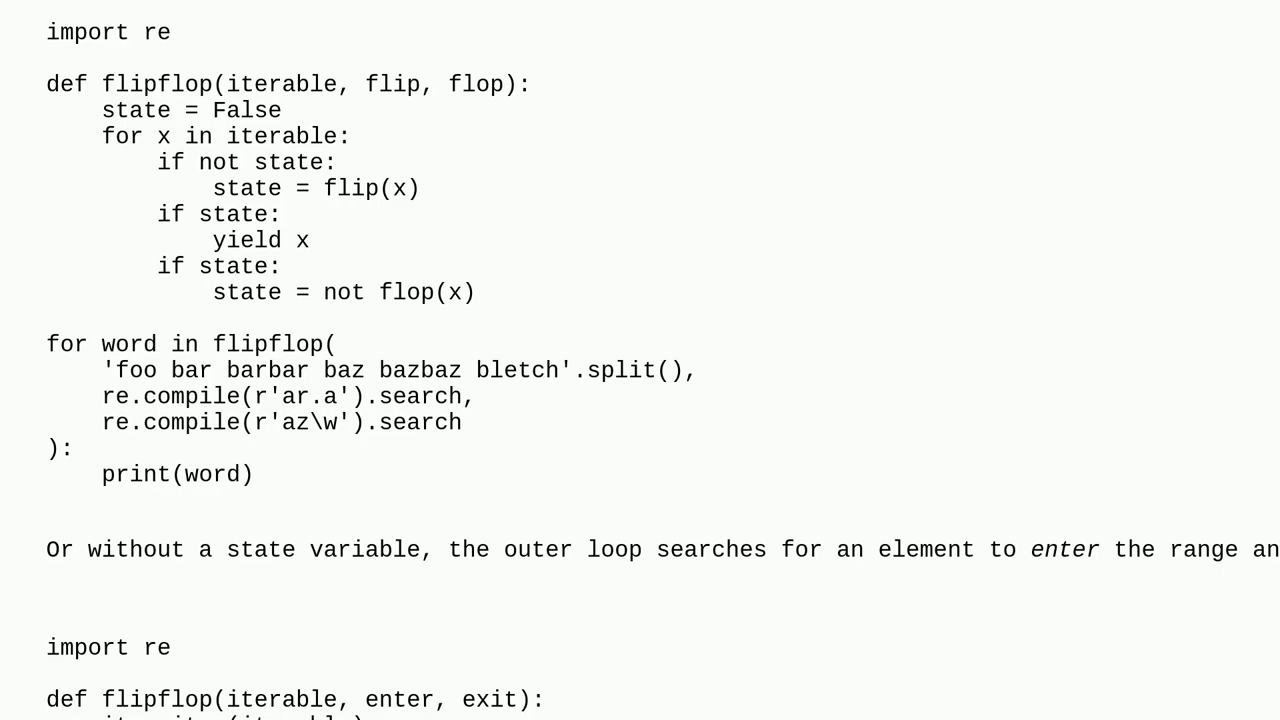 import re
def flipflop(iterable, flip, flop):
    state = False
    for x in iterable:
        if not state:
            state = flip(x)
        if state:
            yield x
        if state:
            state = not flop(x)
for word in flipflop(
    'foo bar barbar baz bazbaz bletch'.split(),
    re.compile(r'ar.a').search,
    re.compile(r'az\w').search
):
    print(word)
Or without a state variable, the outer loop searches for an element to enter the range an
import re
def flipflop(iterable, enter, exit):